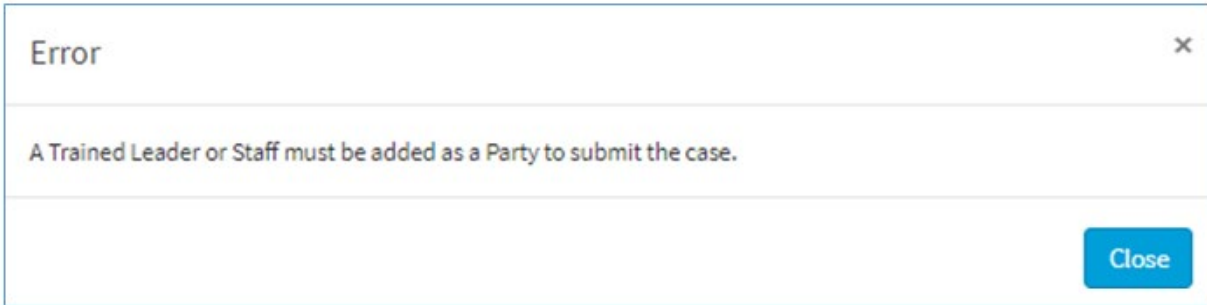 Error
×
A Trained Leader or Staff must be added as a Party to submit the case.
Close